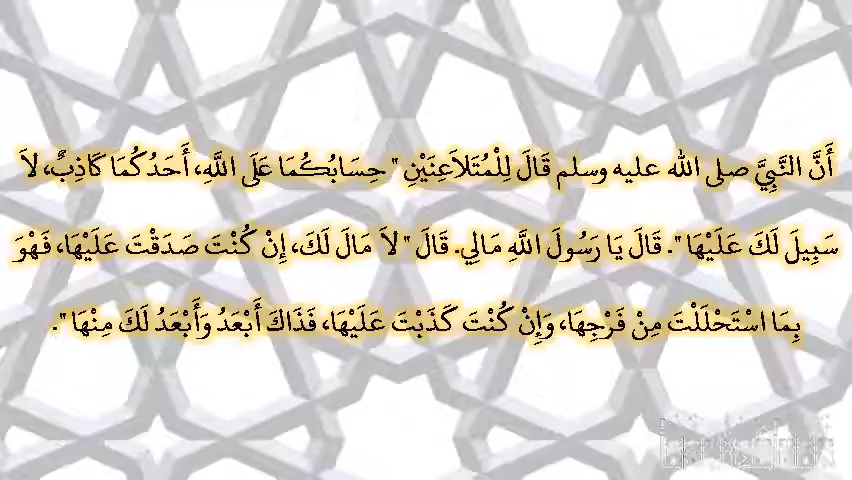 أَنَّ النَّبِيَّ صلى الله عليه وسلم قَالَ لِلْمُتَلاَعِنَيْنِ " حِسَابُكُمَا عَلَى اللَّهِ، أَحَدُكُمَا كَاذِبٌ، لاَ
سَبِيلَ لَكَ عَلَيْهَا ". قَالَ يَا رَسُولَ اللَّهِ مَالِي. قَالَ " لاَ مَالَ لَكَ، إِنْ كُنْتَ صَدَقْتَ عَلَيْهَا، فَهْوَ
بِمَا اسْتَحْلَلْتَ مِنْ فَرْجِهَا، وَإِنْ كُنْتَ كَذَبْتَ عَلَيْهَا، فَذَاكَ أَبْعَدُ وَأَبْعَدُ لَكَ مِنْهَا ".